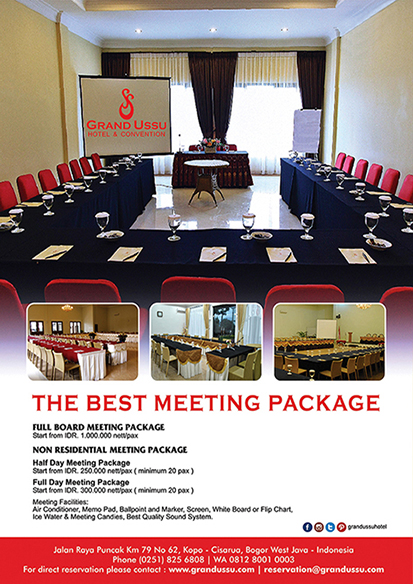 GRAND USSU
HOTEL & CONVENTION
THE BEST MEETING PACKAGE
FULL BOARD MEETING PACKAGE
Start from IDR. 1.000.000 nett/pax
NON RESIDENTIAL MEETING PACKAGE
Half Day Meeting Package
Start from IDR. 250.000 nett/pax ( minimum 20 pax )
Full Day Meeting Package
Start from IDR. 300.000 nett/pax ( minimum 20 pax )
Meeting Facilities:
Air Conditioner, Memo Pad, Ballpoint and Marker, Screen, White Board or Flip Chart,
Ice Water & Meeting Candies, Best Quality Sound System.
grandussuhotel
Jalan Raya Puncak Km 79 No 62, Kopo - Cisarua, Bogor West Java - Indonesia
Phone (0251) 825 6808 | WA 0812 8001 0003
For direct reservation please contact : www.grandussu.com | reservation@grandussu.com